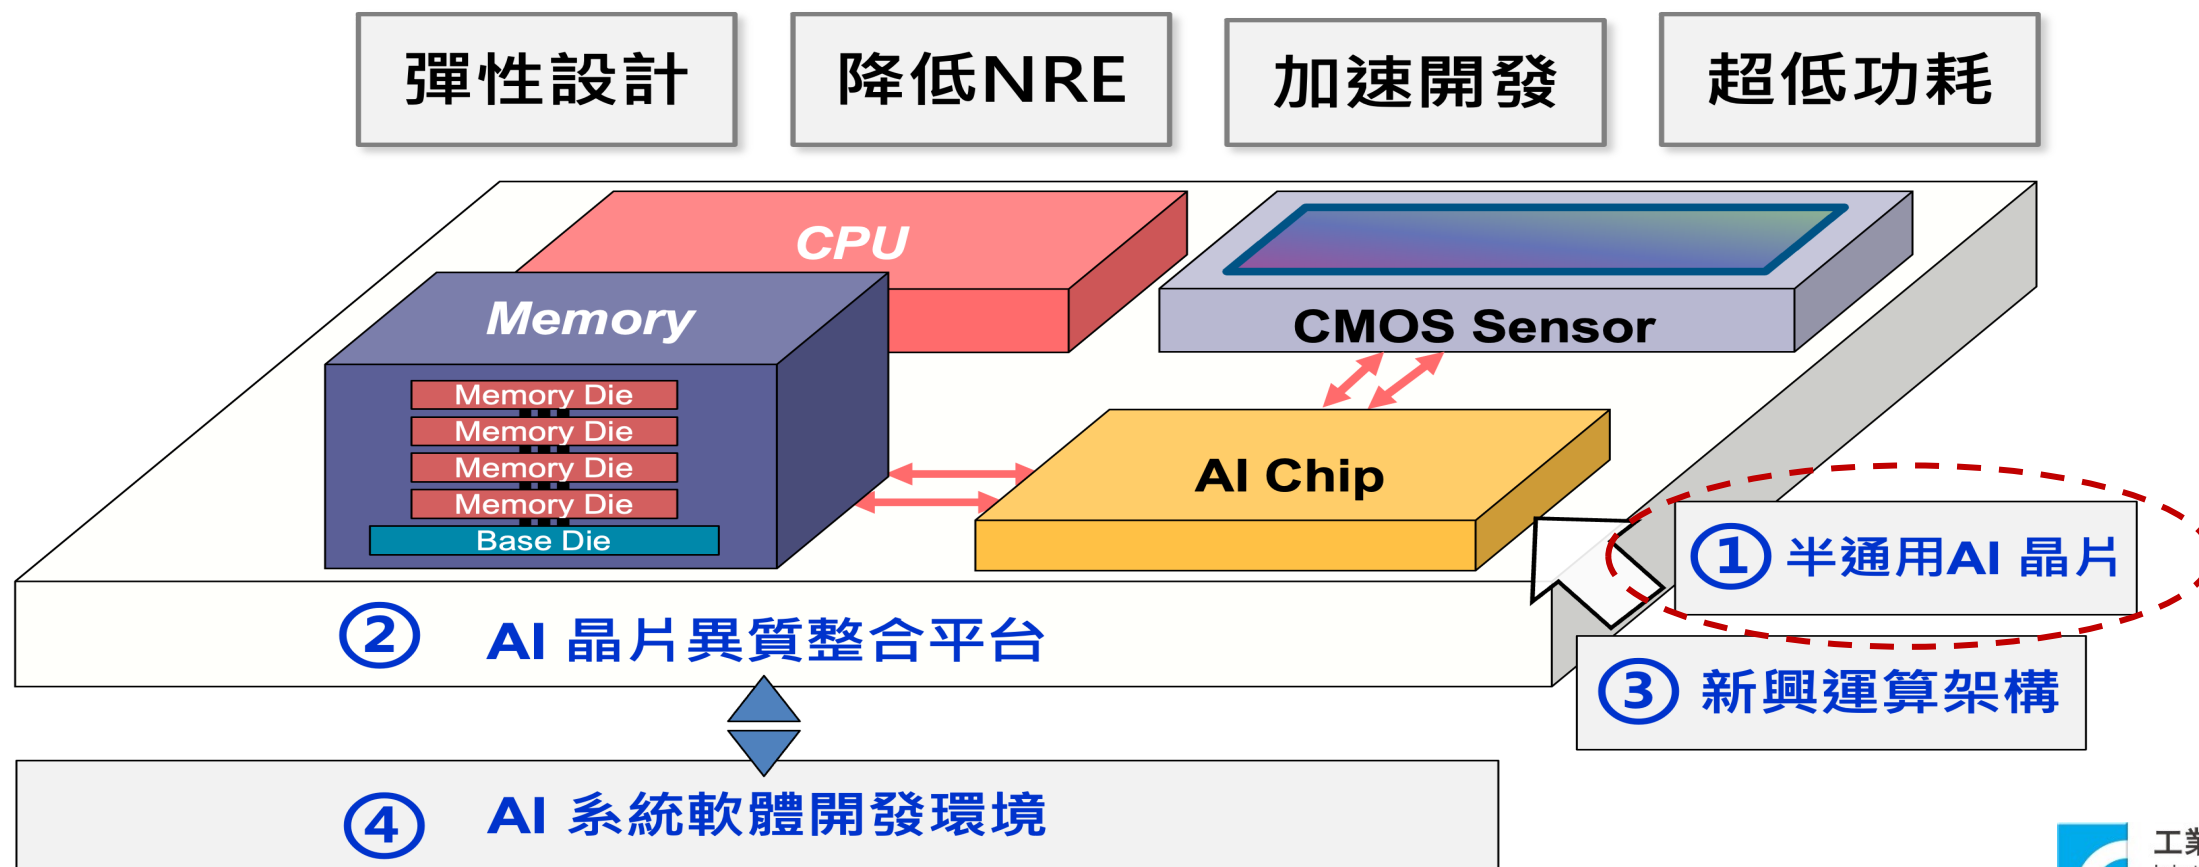 彈性設計
降低NRE
加速開發
超低功耗
CPU
Memory
CMOS Sensor
Memory Die
Memory Die
Memory Die
Memory Die
Base Die
AI Chip
① 半通用AI 晶片
② AI 晶片異質整合平台
③ 新興運算架構
④ AI 系統軟體開發環境
工業